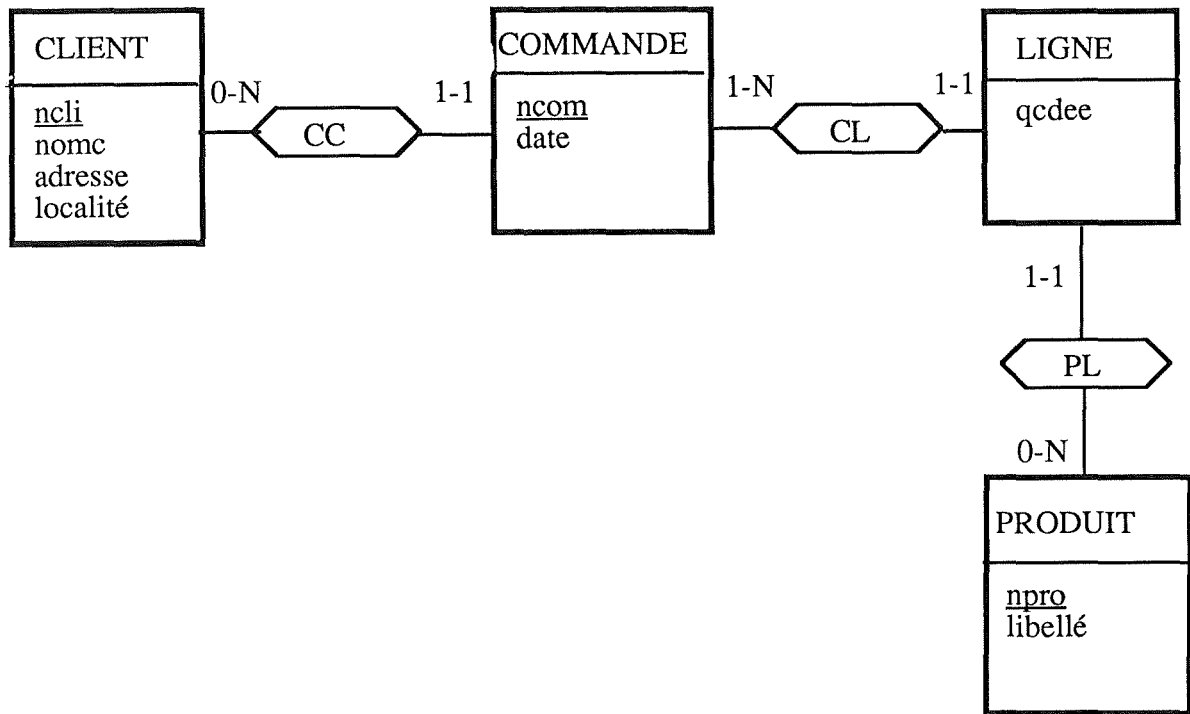 CLIENT
ncli
nomc
adresse
localité
0-N
CC
1-1
COMMANDE
ncom
date
1-N
CL
1-1
LIGNE
qcdee
1-1
PL
0-N
PRODUIT
npro
libellé